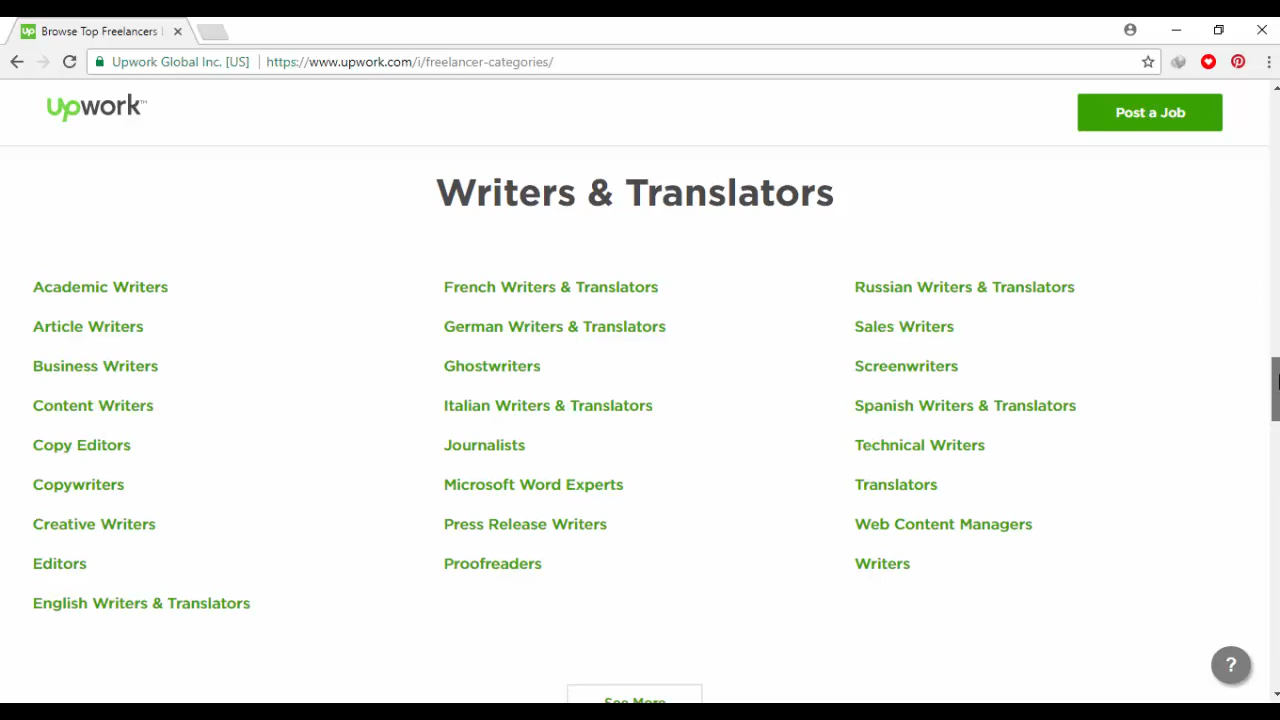 Browse Top Freelancers
Upwork Global Inc. [US] https://www.upwork.com/i/freelancer-categories/
upwork™
Post a Job
Writers & Translators
Academic Writers
Article Writers
Business Writers
Content Writers
Copy Editors
Copywriters
Creative Writers
Editors
English Writers & Translators
French Writers & Translators
German Writers & Translators
Ghostwriters
Italian Writers & Translators
Journalists
Microsoft Word Experts
Press Release Writers
Proofreaders
Russian Writers & Translators
Sales Writers
Screenwriters
Spanish Writers & Translators
Technical Writers
Translators
Web Content Managers
Writers
?
See More